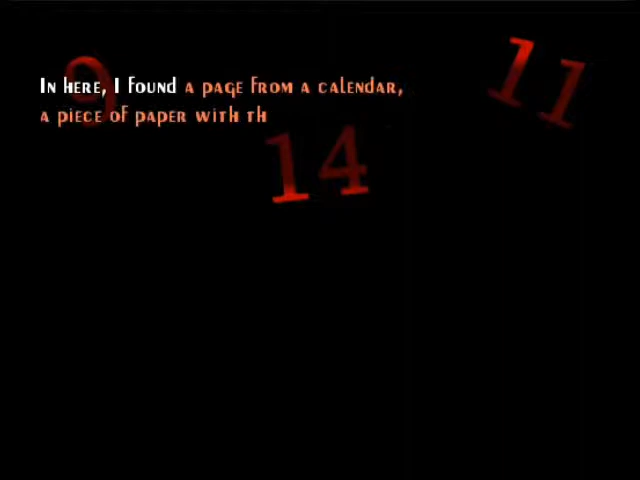 9
11
In here, I found a page from a calendar,
a piece of paper with th
14